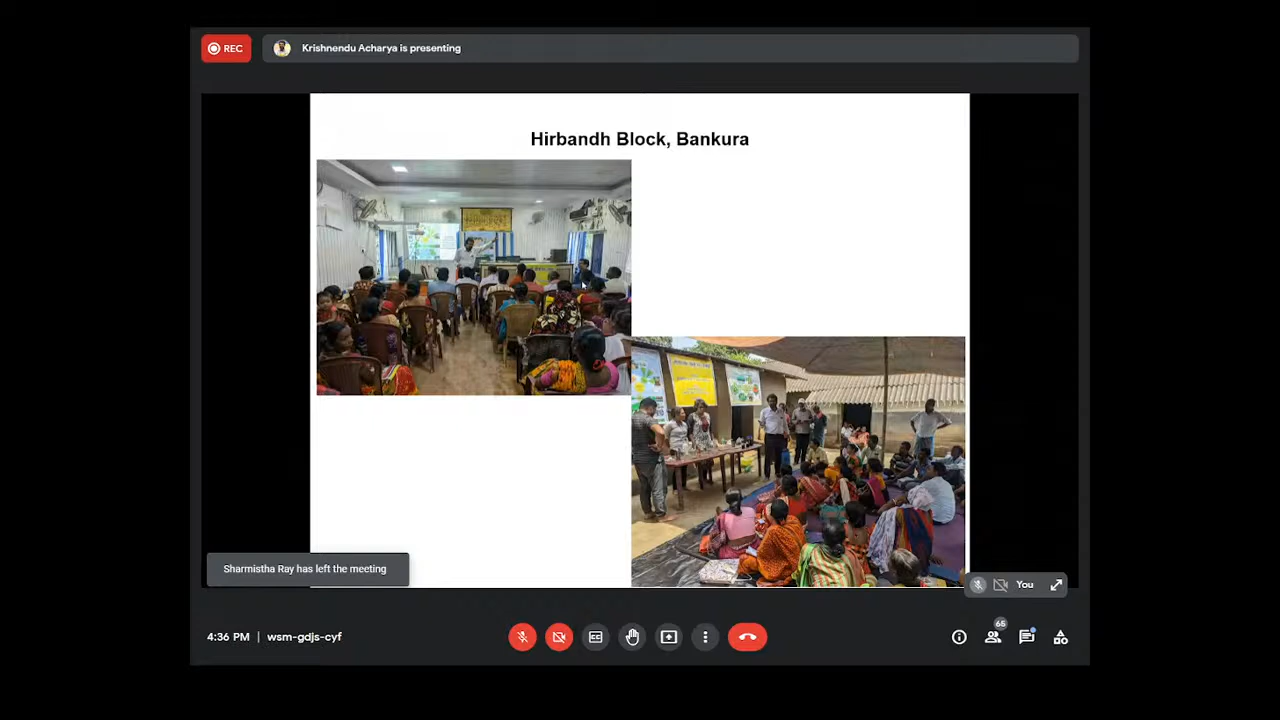 REC
Krishnendu Acharya is presenting
Hirbandh Block, Bankura
Sharmistha Ray has left the meeting
You
4:36 PM | wsm-gdjs-cyf
65